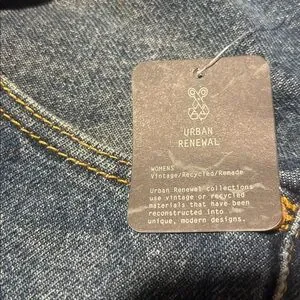 URBAN
RENEWAL
WOMENS
Vintage/Recycled/Remade
Urban Renewal collections
use vintage or recycled
materials that have been
reconstructed into
unique, modern designs.